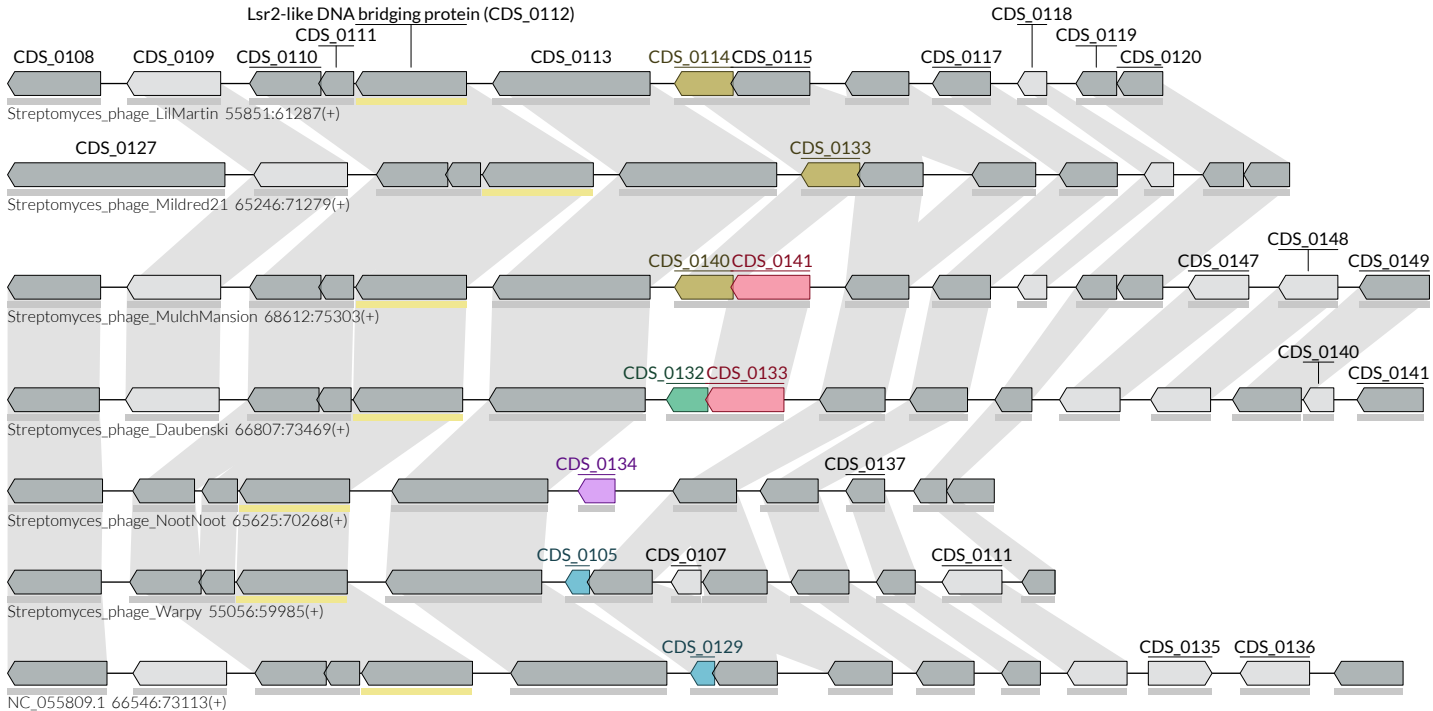 Lsr2-like DNA bridging protein (CDS_0112)
CDS_0118
CDS_0111
CDS_0119
CDS_0108 CDS_0109 CDS_0110 CDS_0113 CDS_0114 CDS_0115 CDS_0117 CDS_0120
Streptomyces_phage_LilMartin 55851:61287(+)
CDS_0127 CDS_0133
Streptomyces_phage_Mildred21 65246:71279(+)
CDS_0148
CDS_0140 CDS_0141 CDS_0147 CDS_0149
Streptomyces_phage_MulchMansion 68612:75303(+)
CDS_0140
CDS_0132 CDS_0133 CDS_0141
Streptomyces_phage_Daubenski 66807:73469(+)
CDS_0134 CDS_0137
Streptomyces_phage_NootNoot 65625:70268(+)
CDS_0105 CDS_0107 CDS_0111
Streptomyces_phage_Warpy 55056:59985(+)
CDS_0129 CDS_0135 CDS_0136
NC_055809.1 66546:73113(+)